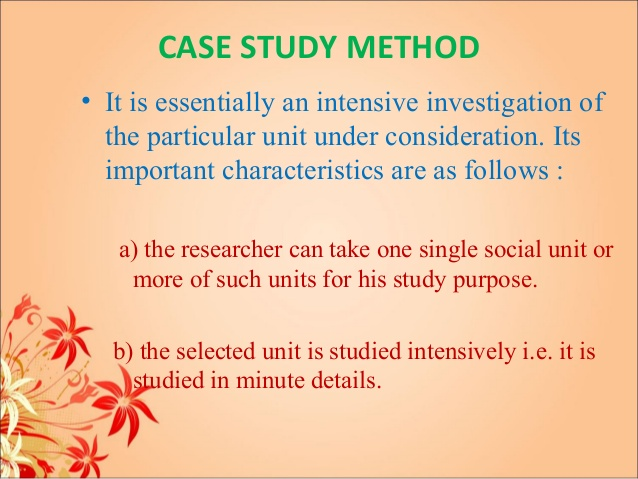 CASE STUDY METHOD
• It is essentially an intensive investigation of
the particular unit under consideration. Its
important characteristics are as follows :
a) the researcher can take one single social unit or
more of such units for his study purpose.
b) the selected unit is studied intensively i.e. it is
studied in minute details.